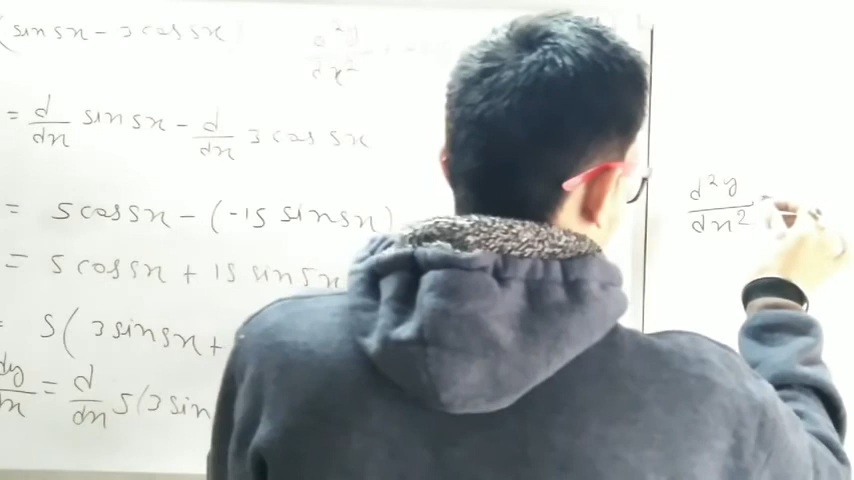 (sin5x - 3cos5x)
d²y/dx²
= d/dx sin5x - d/dx 3cos5x
= 5cos5x - (-15 sin5x)
= 5cos5x + 15 sin5x
= 5( 3sin5x +
dy/x = d/dx 5(3sin
d²y/dx²